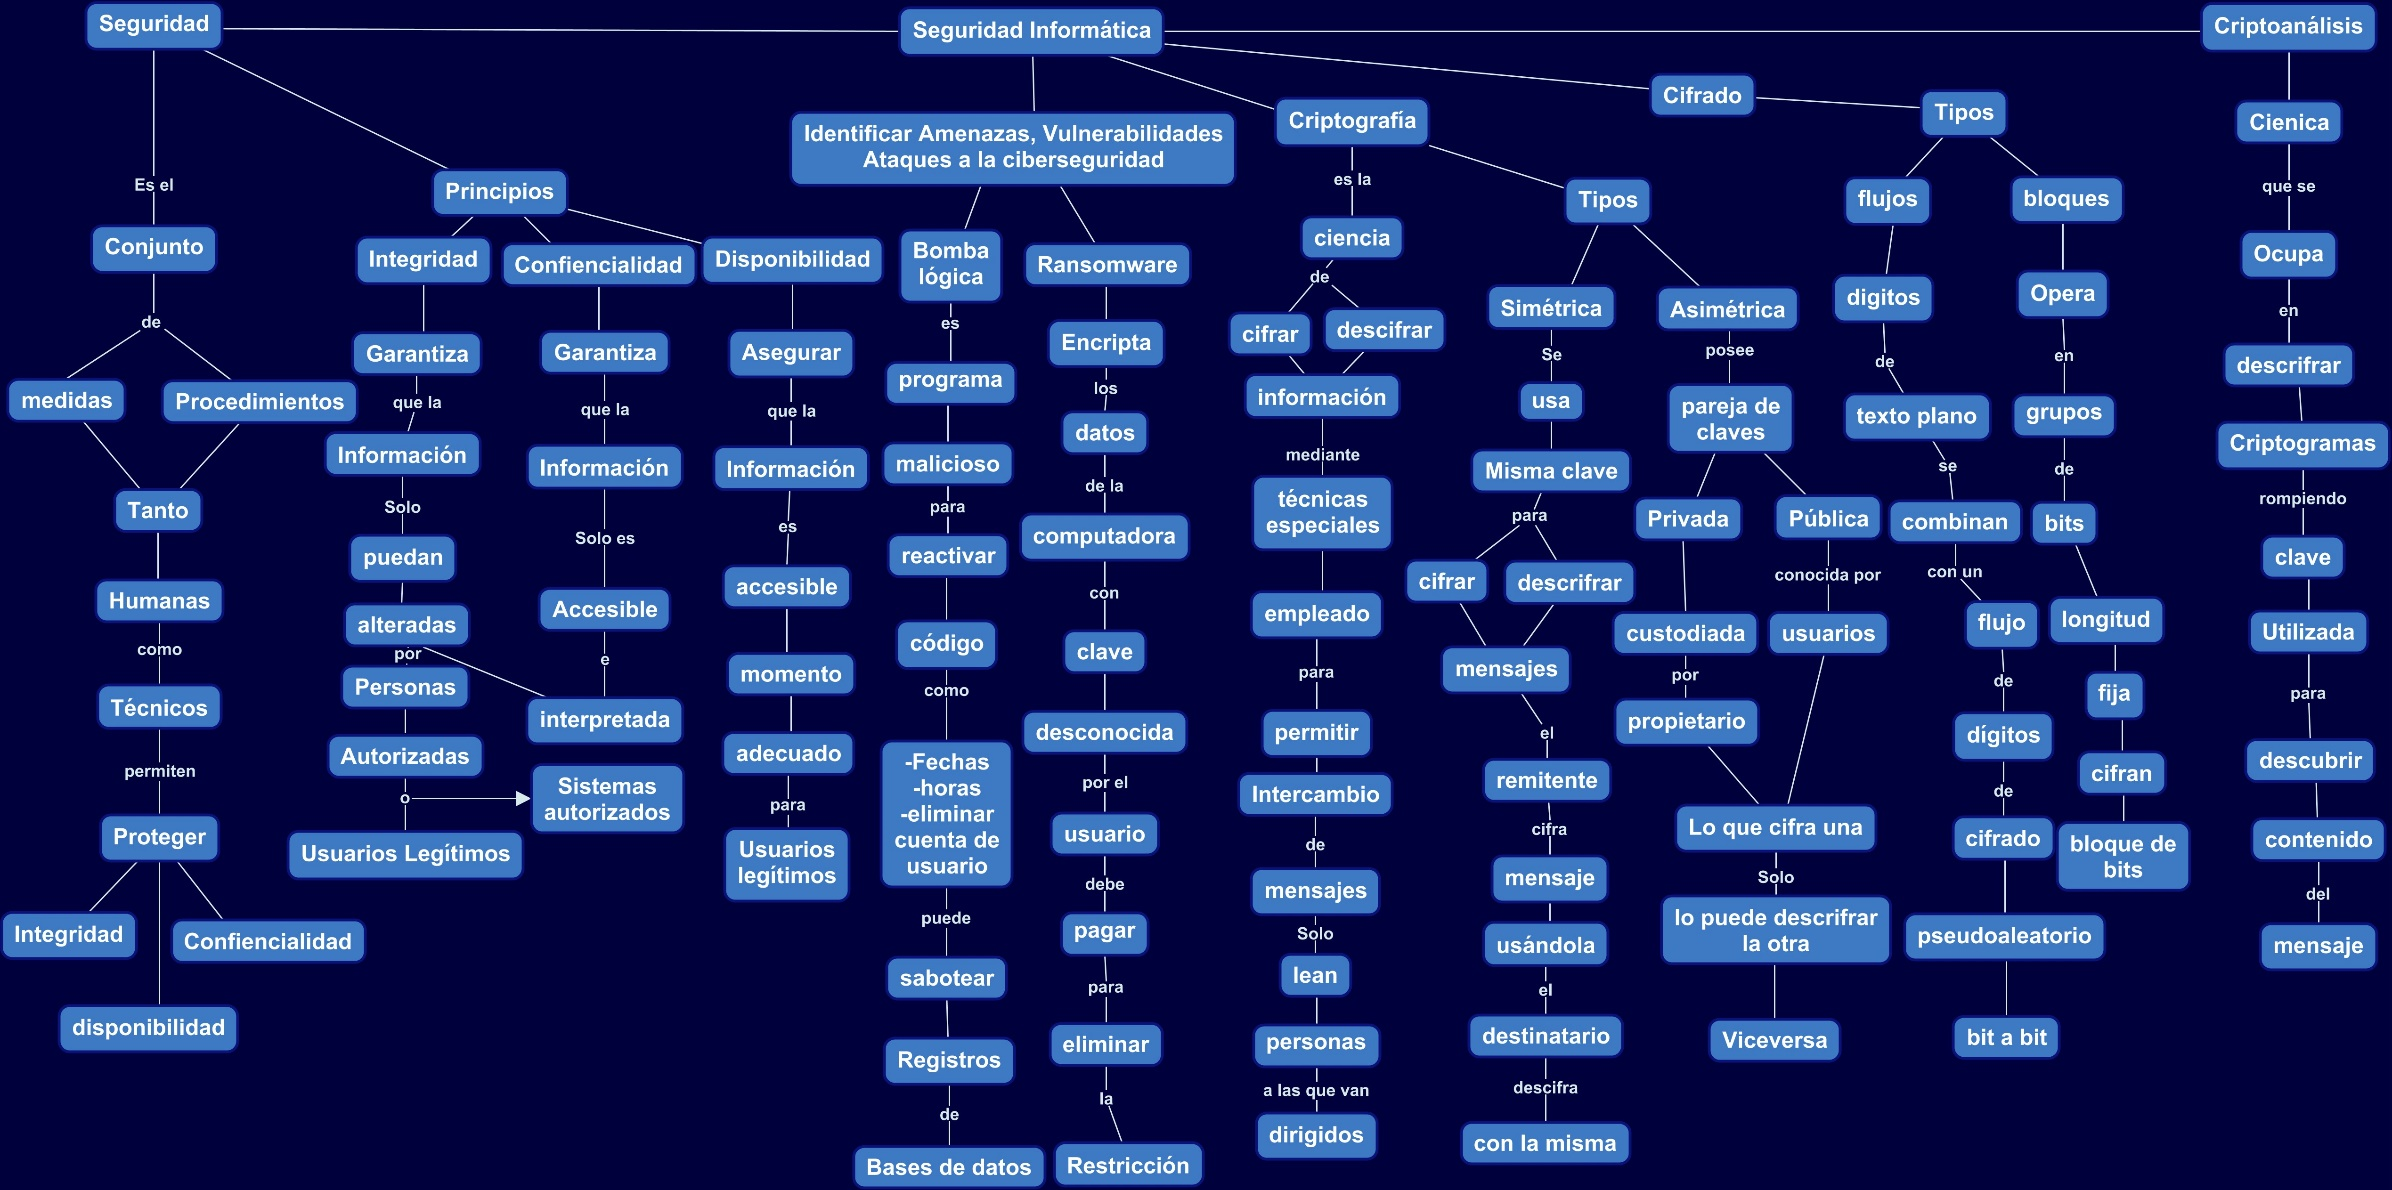 Seguridad
Es el
Conjunto
de
medidas
Procedimientos
Tanto
Humanas
como
Técnicos
permiten
Proteger
Integridad
Confiencialidad
disponibilidad
Principios
Integridad
Garantiza
que la
Información
Solo
puedan
alteradas
por
Personas
Autorizadas
o
Usuarios Legítimos
Sistemas
autorizados
Confiencialidad
Garantiza
que la
Información
Solo es
Accesible
e
interpretada
Disponibilidad
Asegurar
que la
Información
es
accesible
momento
adecuado
para
Usuarios
legítimos
Seguridad Informática
Identificar Amenazas, Vulnerabilidades
Ataques a la ciberseguridad
Bomba
lógica
es
programa
malicioso
para
reactivar
código
como
-Fechas
-horas
-eliminar
cuenta de
usuario
puede
sabotear
Registros
de
Bases de datos
Ransomware
Encripta
los
datos
de la
computadora
con
clave
desconocida
por el
usuario
debe
pagar
para
eliminar
la
Restricción
Criptografía
es la
ciencia
de
cifrar
descifrar
información
mediante
técnicas
especiales
empleado
para
permitir
Intercambio
de
mensajes
Solo
lean
personas
a las que van
dirigidos
Tipos
Simétrica
Se
usa
Misma clave
para
cifrar
descrifrar
mensajes
el
remitente
cifra
mensaje
usándola
el
destinatario
descifra
con la misma
Asimétrica
posee
pareja de
claves
Privada
custodiada
por
propietario
Pública
conocida por
usuarios
Lo que cifra una
Solo
lo puede descrifrar
la otra
Viceversa
Cifrado
Tipos
flujos
digitos
de
texto plano
se
combinan
con un
flujo
de
dígitos
de
cifrado
pseudoaleatorio
bit a bit
bloques
Opera
en
grupos
de
bits
longitud
fija
cifran
bloque de
bits
Criptoanálisis
Cienica
que se
Ocupa
en
descrifrar
Criptogramas
rompiendo
clave
Utilizada
para
descubrir
contenido
del
mensaje